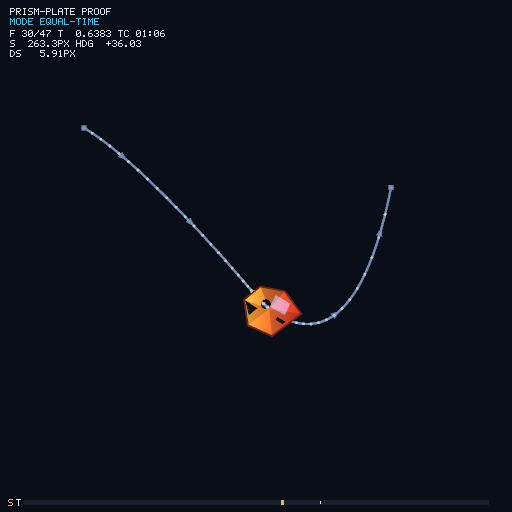 PRISM-PLATE PROOF
MODE EQUAL-TIME
F 30/47 T  0.6383 TC 01:06
S  263.3PX HDG  +36.03
DS   5.91PX
ST